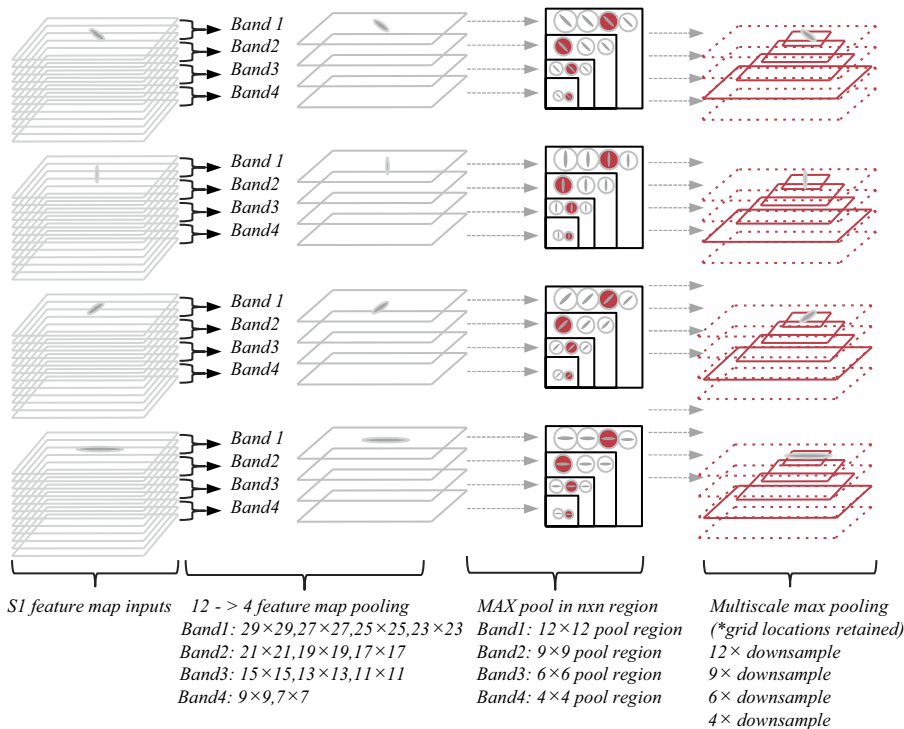 Band 1
Band2
Band3
Band4
Band 1
Band2
Band3
Band4
Band 1
Band2
Band3
Band4
Band 1
Band2
Band3
Band4
S1 feature map inputs
12 - > 4 feature map pooling
Band1: 29×29,27×27,25×25,23×23
Band2: 21×21,19×19,17×17
Band3: 15×15,13×13,11×11
Band4: 9×9,7×7
MAX pool in nxn region
Band1: 12×12 pool region
Band2: 9×9 pool region
Band3: 6×6 pool region
Band4: 4×4 pool region
Multiscale max pooling
(*grid locations retained)
12× downsample
9× downsample
6× downsample
4× downsample